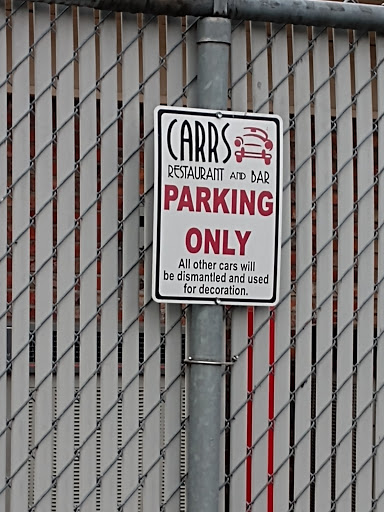 CARRS
RESTAURANT AND BAR
PARKING
ONLY
All other cars will
be dismantled and used
for decoration.